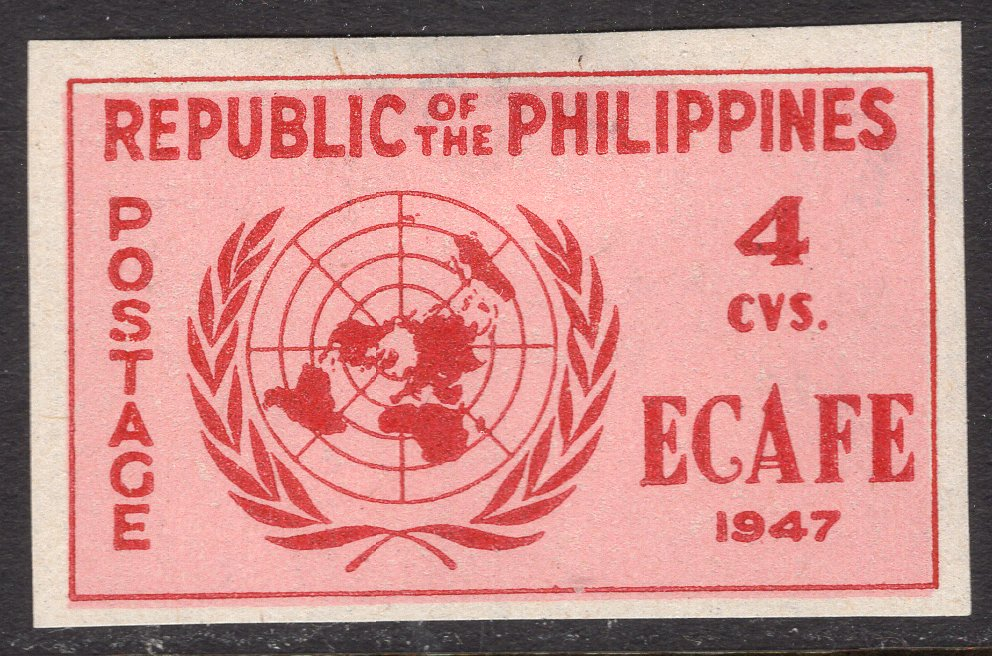 REPUBLIC OF THE PHILIPPINES
POSTAGE
4
CVS.
ECAFE
1947